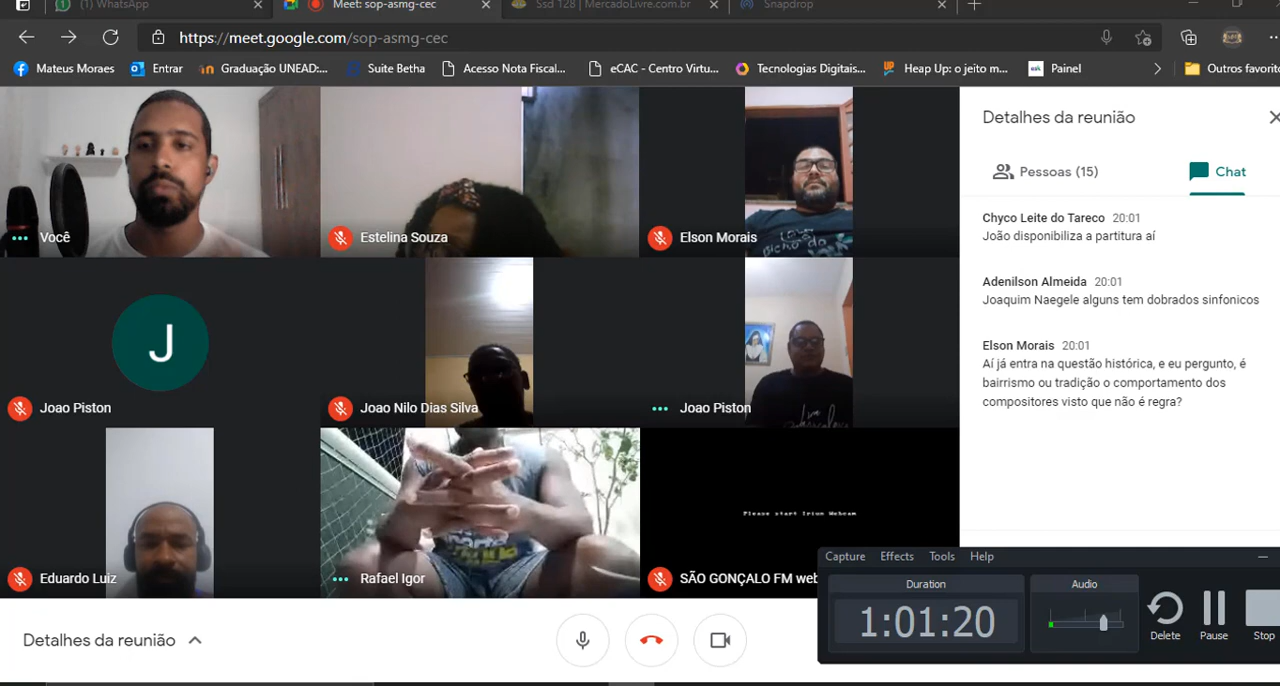 (1) WhatsApp
Meet: sop-asmg-cec
Ssd 128 | MercadoLivre.com.br
Snapdrop
https://meet.google.com/sop-asmg-cec
Mateus Moraes
Entrar
Graduação UNEAD:...
Suite Betha
Acesso Nota Fiscal...
eCAC - Centro Virtu...
Tecnologias Digitais...
Heap Up: o jeito m...
Painel
Outros favorito
Você
Estelina Souza
Elson Morais
J
Joao Piston
Joao Nilo Dias Silva
Joao Piston
Eduardo Luiz
Rafael Igor
Please start Iriun Webcam
SÃO GONÇALO FM web
Detalhes da reunião
Pessoas (15)
Chat
Chyco Leite do Tareco 20:01
João disponibiliza a partitura aí
Adenilson Almeida 20:01
Joaquim Naegele alguns tem dobrados sinfonicos
Elson Morais 20:01
Aí já entra na questão histórica, e eu pergunto, é
bairrismo ou tradição o comportamento dos
compositores visto que não é regra?
Capture Effects Tools Help
Duration
Audio
1:01:20
Delete
Pause
Stop
Detalhes da reunião